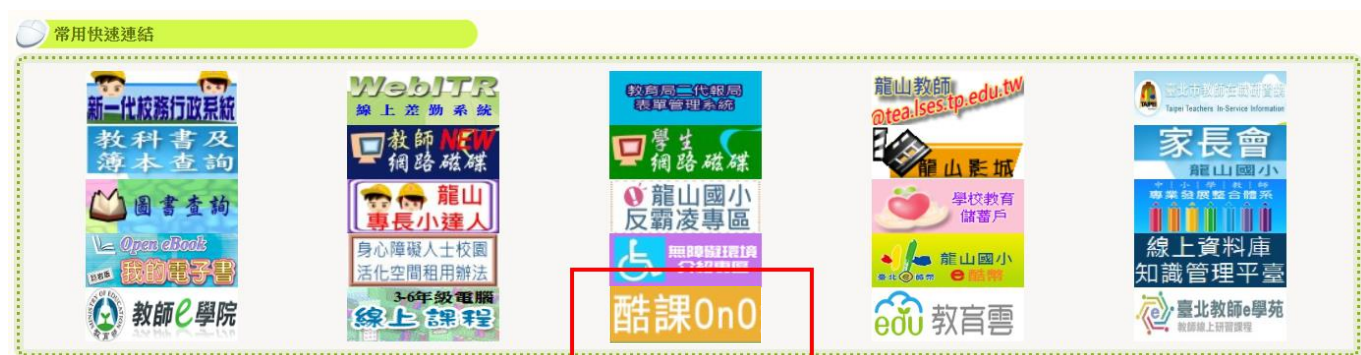 常用快速連結
新一代校務行政系統
WebITR
線上差勤系統
教育局二代報局
表單管理系統
龍山教師
@tea.lses.tp.edu.tw
臺北市教師在職研習網
Taipei Teachers In-Service Information
教科書及
簿本查詢
教師NEW
網路磁碟
學生
網路磁碟
龍山影城
家長會
龍山國小
圖書查詢
龍山
專長小達人
龍山國小
反霸凌專區
學校教育
儲蓄戶
中|小|學|教|師
專業發展整合體系
Open eBook
我的電子書
身心障礙人士校園
活化空間租用辦法
無障礙環境
龍山國小
e酷幣
線上資料庫
知識管理平臺
教師e學院
3-6年級電腦
線上課程
酷課OnO
edu 教育雲
臺北教師e學苑
教師線上研習課程